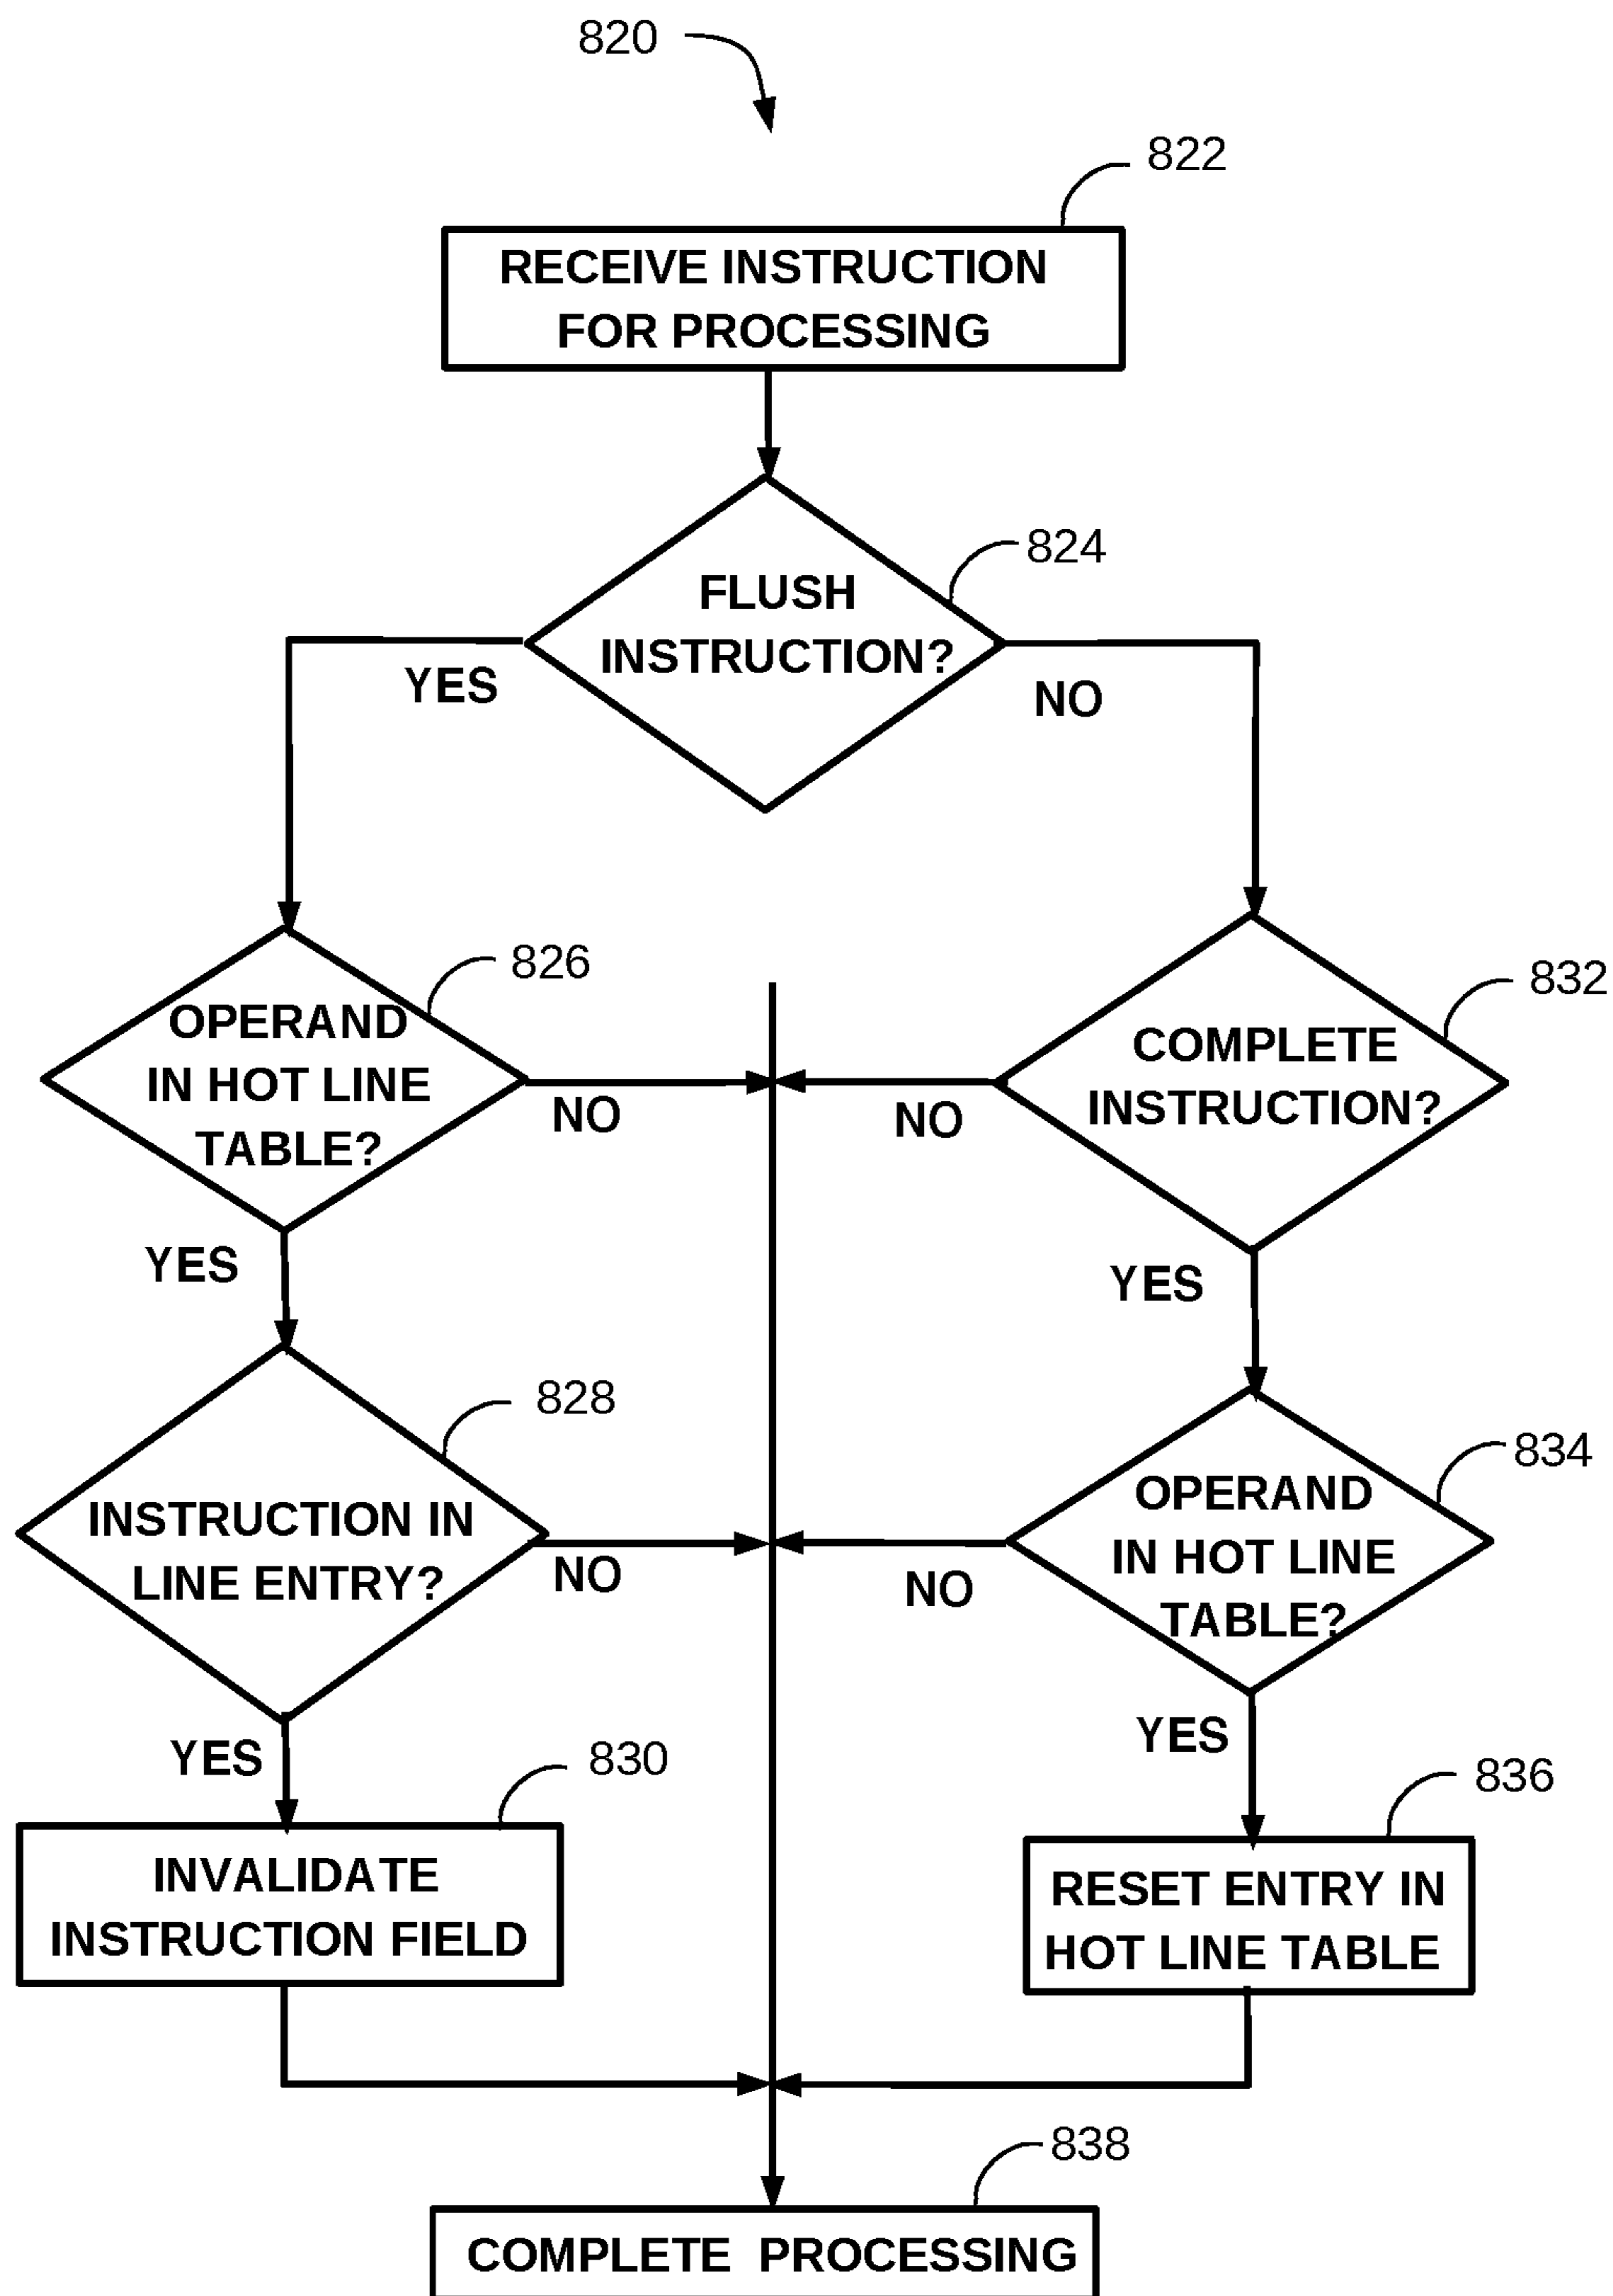 820
822
RECEIVE INSTRUCTION
FOR PROCESSING
824
FLUSH
INSTRUCTION?
YES
NO
826
OPERAND
IN HOT LINE
TABLE?
832
COMPLETE
INSTRUCTION?
NO
NO
YES
YES
828
INSTRUCTION IN
LINE ENTRY?
834
OPERAND
IN HOT LINE
TABLE?
NO
NO
YES
YES
830
INVALIDATE
INSTRUCTION FIELD
836
RESET ENTRY IN
HOT LINE TABLE
838
COMPLETE PROCESSING